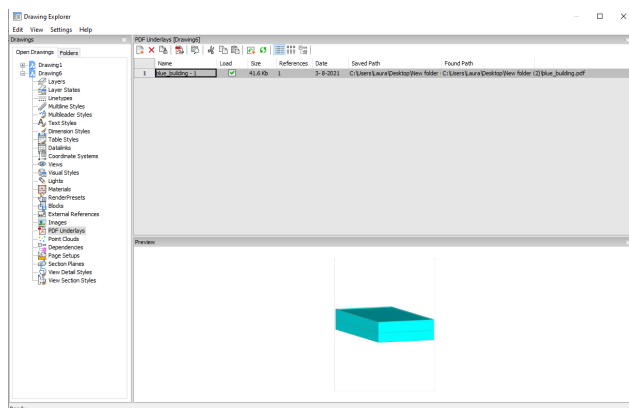 Drawing Explorer
Edit View Settings Help
Drawings
PDF Underlays [Drawing6]
Open Drawings Folders
Name Load Size References Date Saved Path Found Path
1 blue_building - 1 41.6 Kb 1 3- 8-2021 C:\Users\Laura\Desktop\New folder C:\Users\Laura\Desktop\New folder (2)\blue_building.pdf
Drawing1
Drawing6
Layers
Layer States
Linetypes
Multiline Styles
Multileader Styles
Text Styles
Dimension Styles
Table Styles
Datalinks
Coordinate Systems
Views
Visual Styles
Lights
Materials
RenderPresets
Blocks
External References
Images
PDF Underlays
Point Clouds
Dependencies
Page Setups
Section Planes
View Detail Styles
View Section Styles
Preview